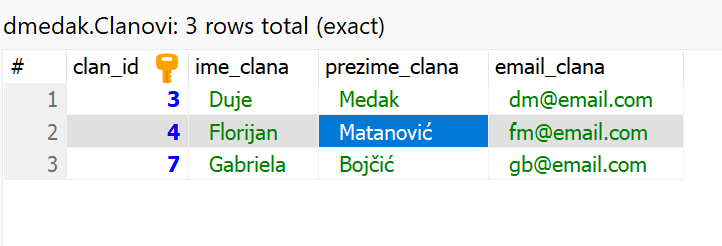 dmedak.Clanovi: 3 rows total (exact)
# clan_id ime_clana prezime_clana email_clana
1 3 Duje Medak dm@email.com
2 4 Florijan Matanović fm@email.com
3 7 Gabriela Bojčić gb@email.com